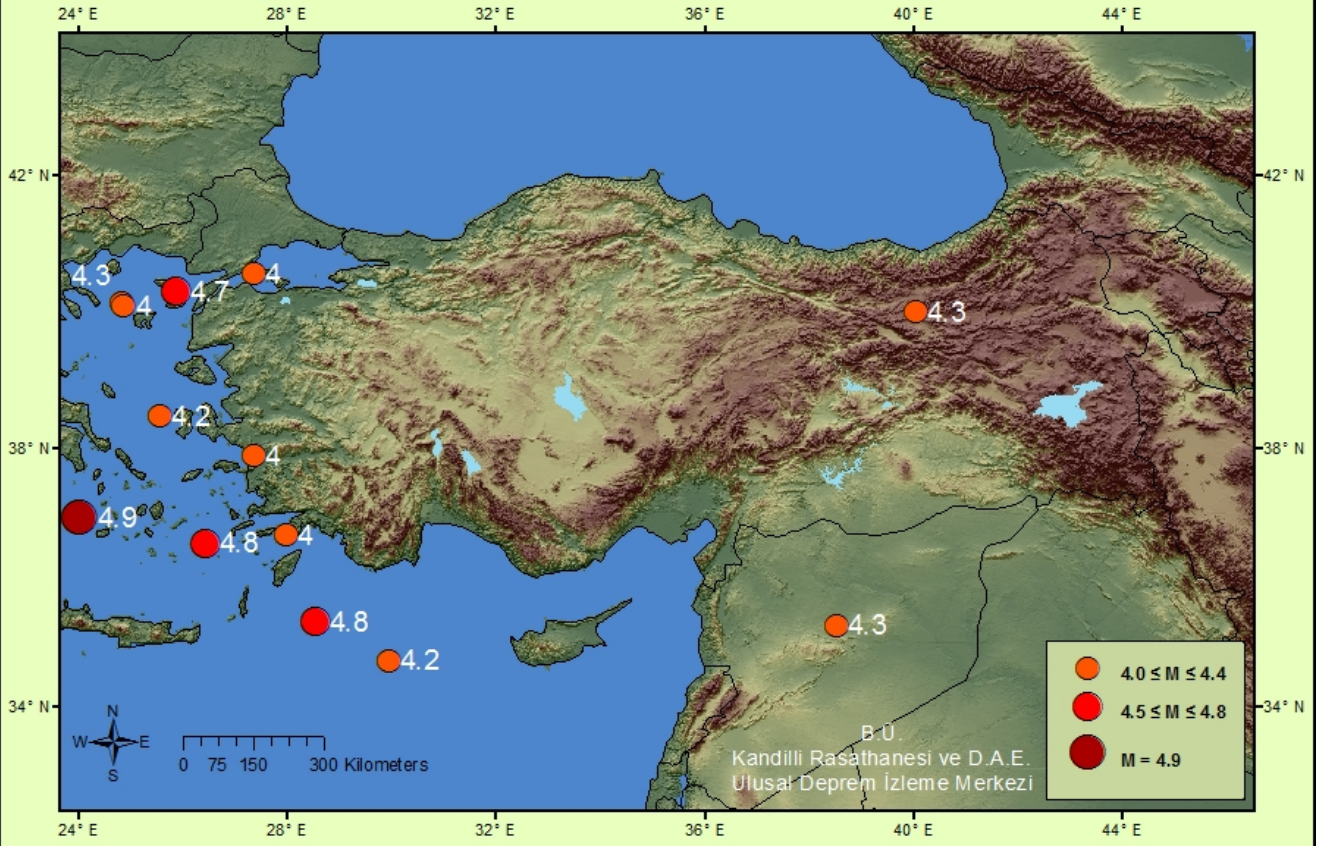 24° E 28° E 32° E 36° E 40° E 44° E
42° N 42° N
4.3
4
4.7
4
4.3
4.2
38° N 38° N
4
4.9
4.8
4
4.8
4.3
4.2
4.0 ≤ M ≤ 4.4
4.5 ≤ M ≤ 4.8
M = 4.9
34° N 34° N
N
W E
S
0 75 150 300 Kilometers
B.Ü.
Kandilli Rasathanesi ve D.A.E.
Ulusal Deprem İzleme Merkezi
24° E 28° E 32° E 36° E 40° E 44° E